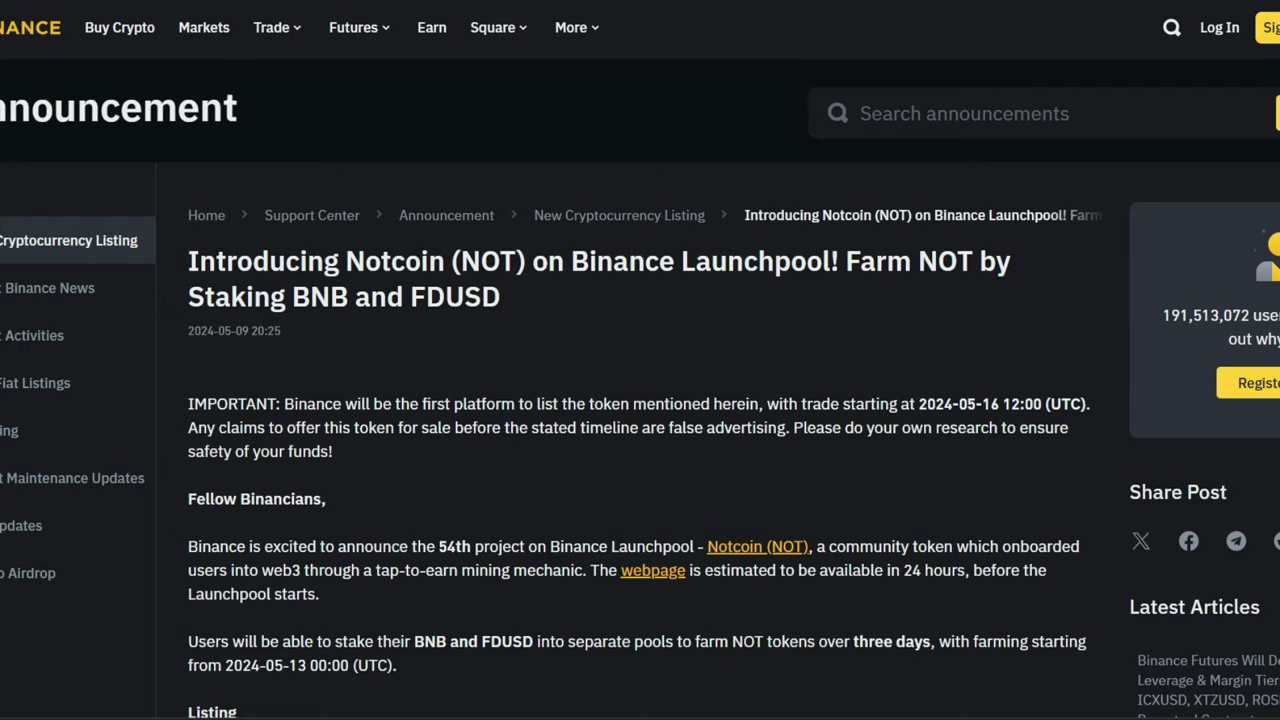 NANCE Buy Crypto Markets Trade Futures Earn Square More Log In Sig
nnouncement Search announcements
Home > Support Center > Announcement > New Cryptocurrency Listing > Introducing Notcoin (NOT) on Binance Launchpool! Farm
Cryptocurrency Listing
t Binance News
t Activities
Fiat Listings
ing
t Maintenance Updates
pdates
o Airdrop
Introducing Notcoin (NOT) on Binance Launchpool! Farm NOT by
Staking BNB and FDUSD
2024-05-09 20:25
IMPORTANT: Binance will be the first platform to list the token mentioned herein, with trade starting at 2024-05-16 12:00 (UTC).
Any claims to offer this token for sale before the stated timeline are false advertising. Please do your own research to ensure
safety of your funds!
Fellow Binancians,
Binance is excited to announce the 54th project on Binance Launchpool - Notcoin (NOT), a community token which onboarded
users into web3 through a tap-to-earn mining mechanic. The webpage is estimated to be available in 24 hours, before the
Launchpool starts.
Users will be able to stake their BNB and FDUSD into separate pools to farm NOT tokens over three days, with farming starting
from 2024-05-13 00:00 (UTC).
Listing
191,513,072 use
out why
Registe
Share Post
Latest Articles
Binance Futures Will De
Leverage & Margin Tier
ICXUSD, XTZUSD, ROS